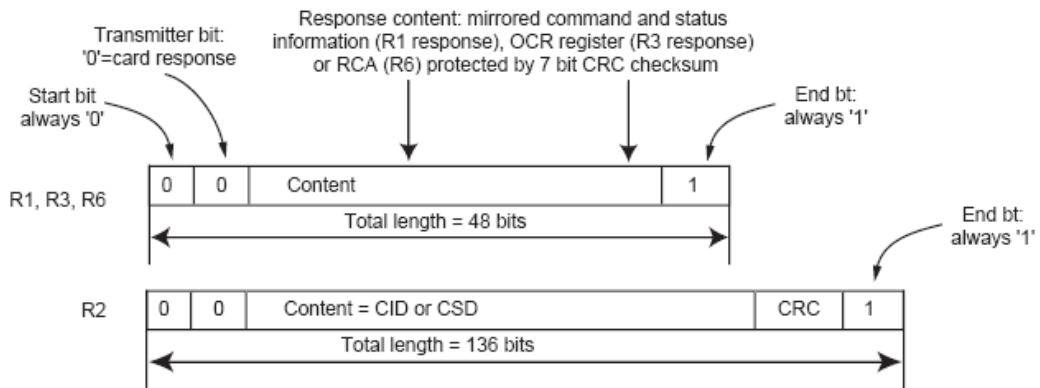 Response content: mirrored command and status
information (R1 response), OCR register (R3 response)
or RCA (R6) protected by 7 bit CRC checksum
Transmitter bit:
'0'=card response
Start bit
always '0'
End bt:
always '1'
R1, R3, R6
0 0 Content 1
Total length = 48 bits
End bt:
always '1'
R2
0 0 Content = CID or CSD CRC 1
Total length = 136 bits